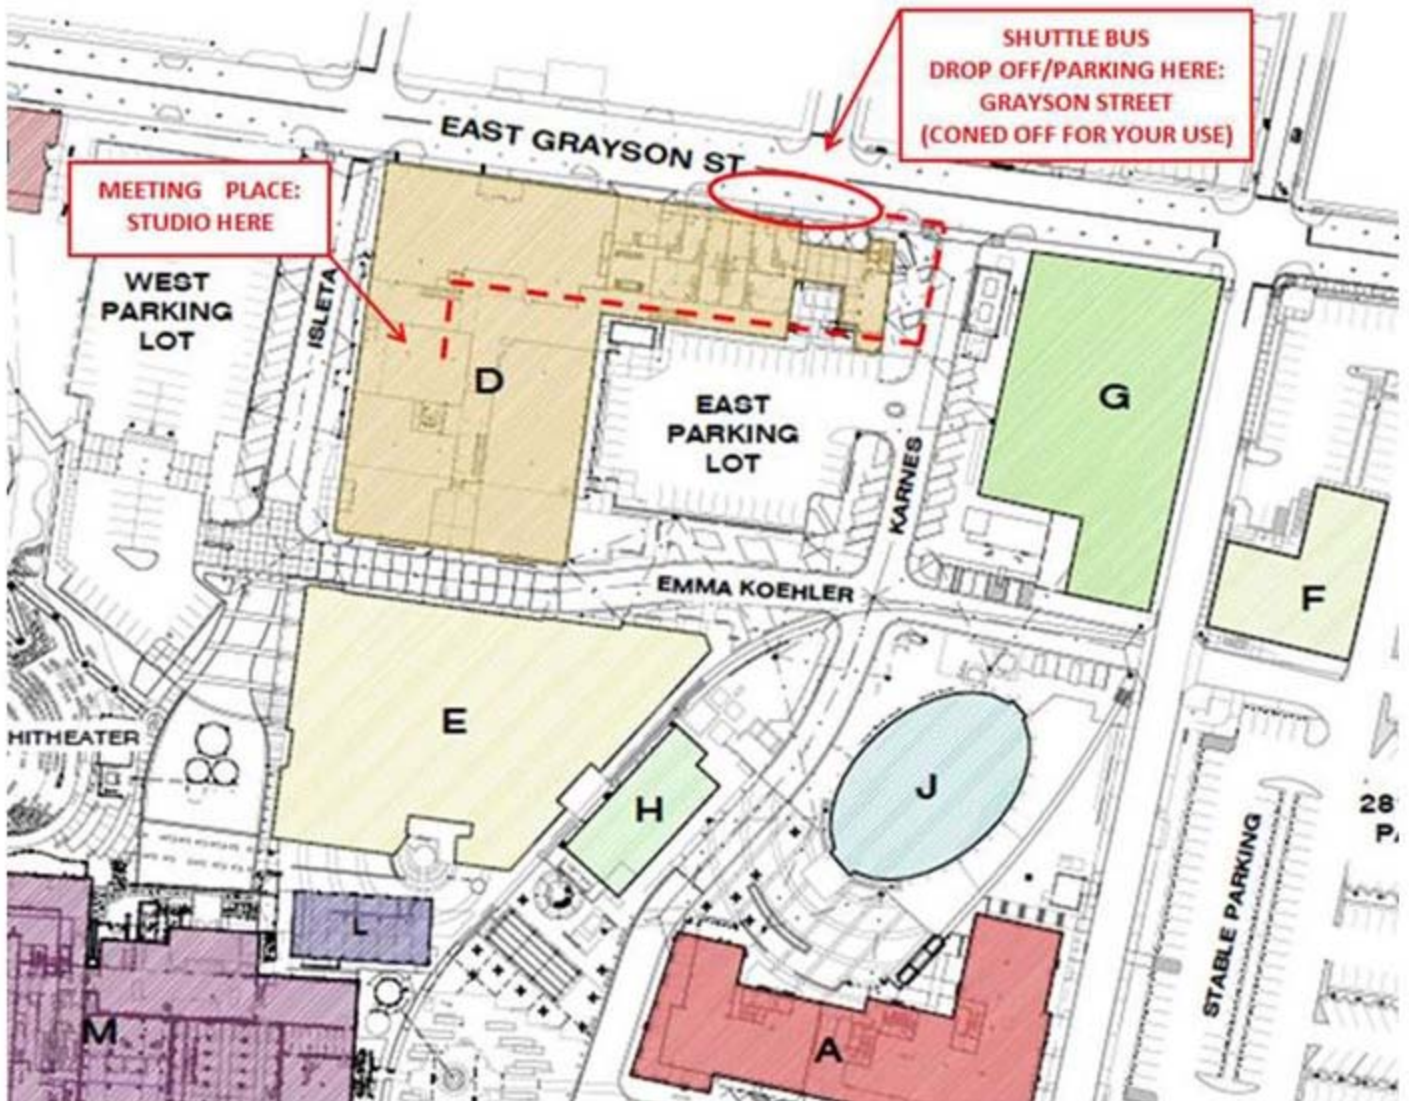 SHUTTLE BUS
DROP OFF/PARKING HERE:
GRAYSON STREET
(CONED OFF FOR YOUR USE)
EAST GRAYSON ST
MEETING PLACE:
STUDIO HERE
WEST
PARKING
LOT
ISLETA
D
EAST
PARKING
LOT
KARNES
G
EMMA KOEHLER
F
E
HITHEATER
H
J
28
P
STABLE PARKING
L
M
A